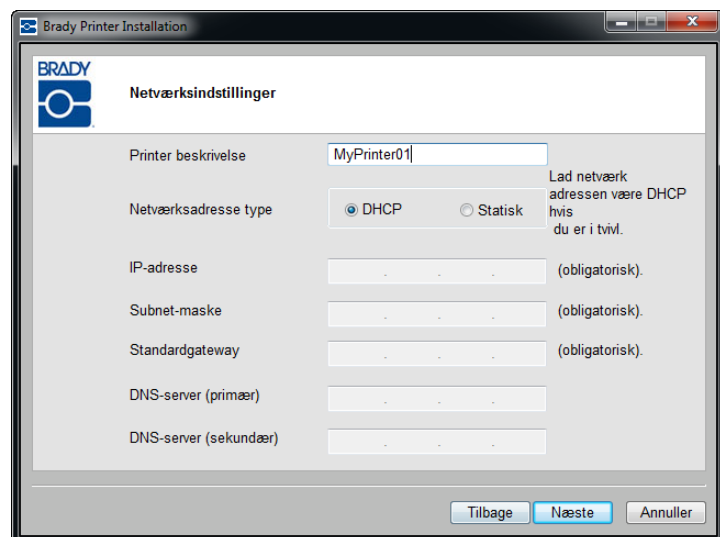 Brady Printer Installation
BRADY
Netværksindstillinger
Printer beskrivelse
MyPrinter01
Netværksadresse type
DHCP
Statisk
Lad netværk
adressen være DHCP
hvis
du er i tvivl.
IP-adresse
. . .
(obligatorisk).
Subnet-maske
. . .
(obligatorisk).
Standardgateway
. . .
(obligatorisk).
DNS-server (primær)
. . .
DNS-server (sekundær)
. . .
Tilbage
Næste
Annuller